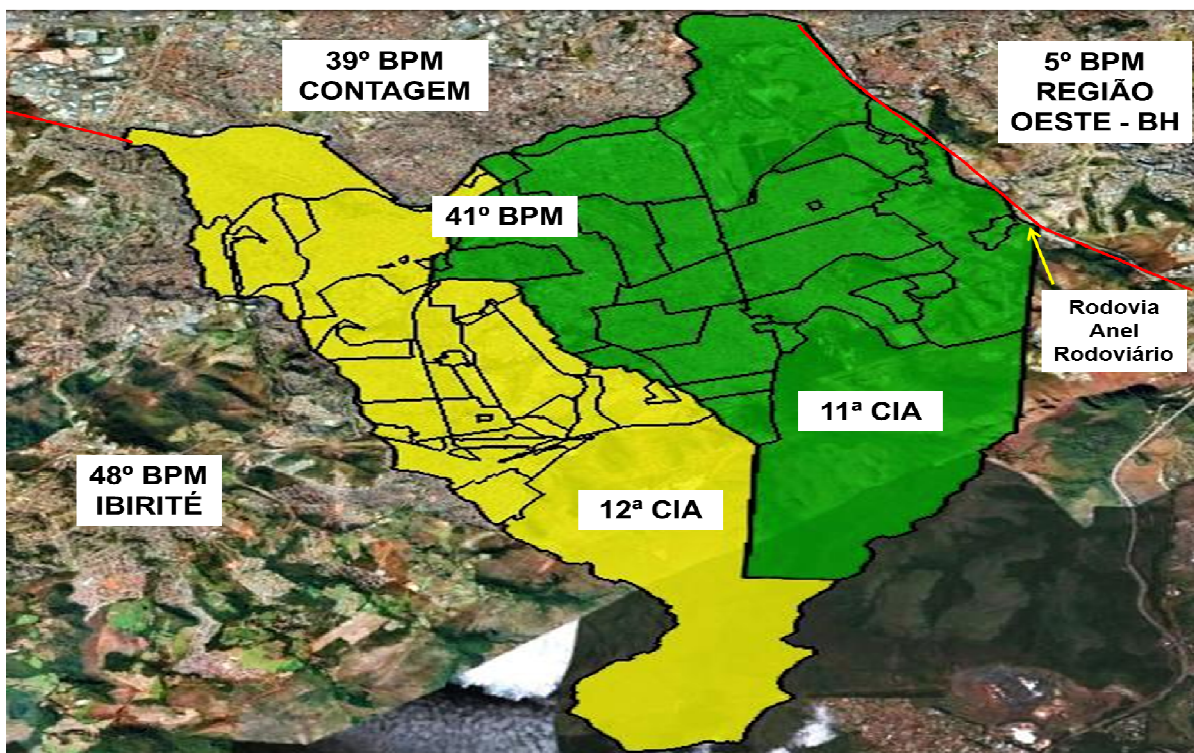 39º BPM
CONTAGEM
5º BPM
REGIÃO
OESTE - BH
41º BPM
Rodovia
Anel
Rodoviário
11ª CIA
48º BPM
IBIRITÉ
12ª CIA